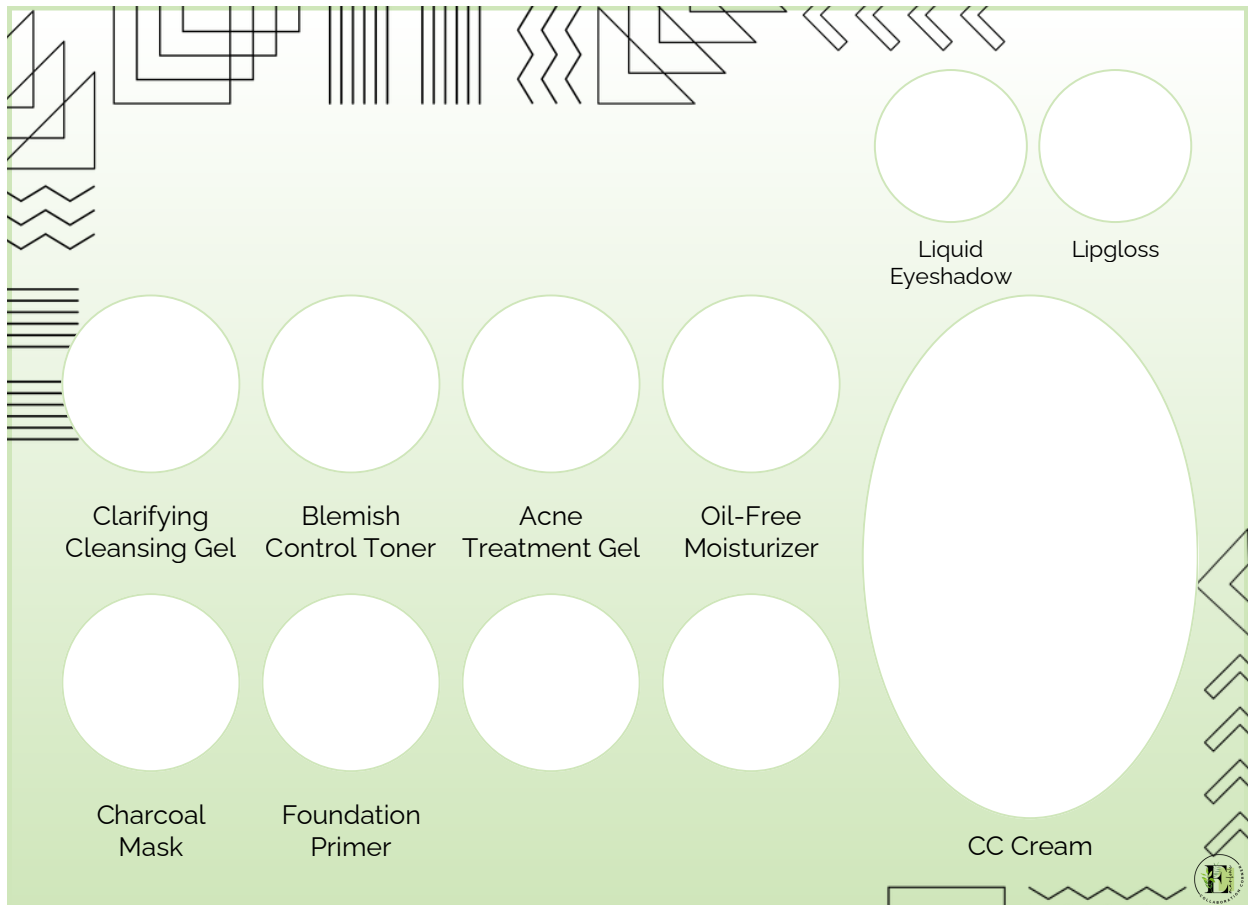 Liquid
Eyeshadow
Lipgloss
Clarifying
Cleansing Gel
Blemish
Control Toner
Acne
Treatment Gel
Oil-Free
Moisturizer
Charcoal
Mask
Foundation
Primer
CC Cream
E
COLLABORATION